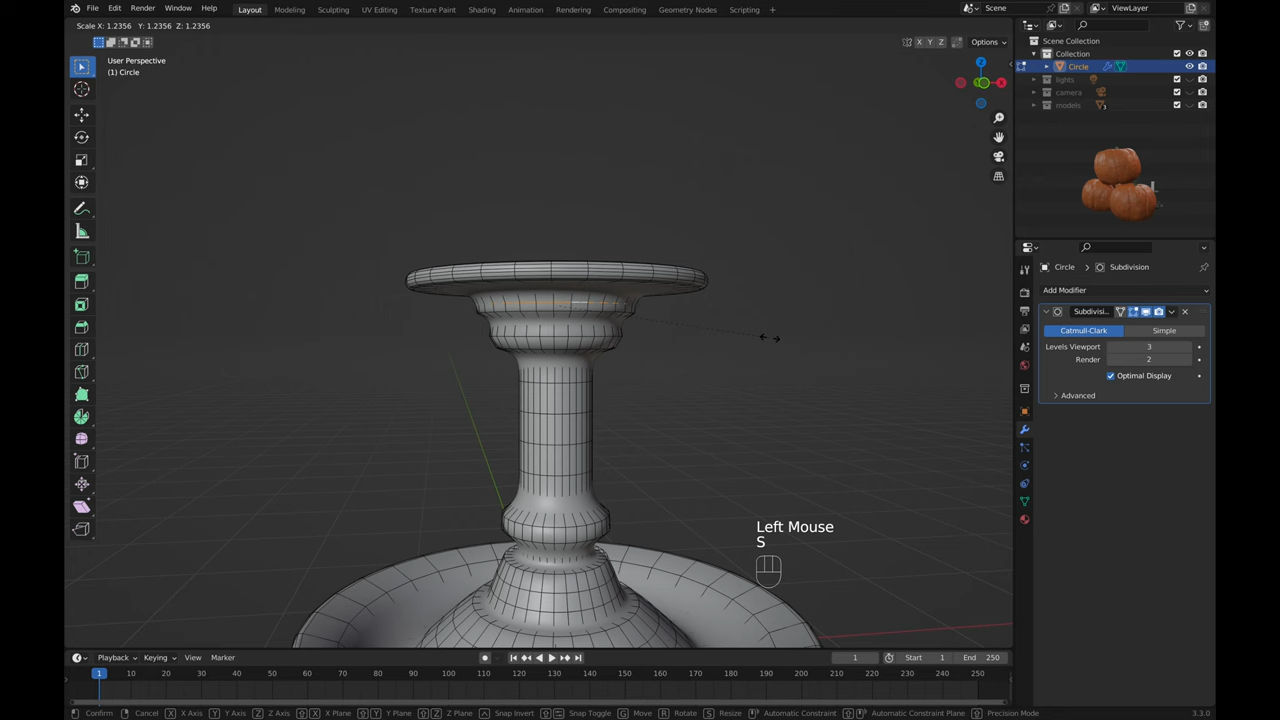 File Edit Render Window Help Layout Modeling Sculpting UV Editing Texture Paint Shading Animation Rendering Compositing Geometry Nodes Scripting + Scene ViewLayer
Scale X: 1.2356 Y: 1.2356 Z: 1.2356
X Y Z Options
User Perspective
(1) Circle
Z
X
Scene Collection
Collection
Circle
lights
camera
models
Circle Subdivision
Add Modifier
Subdivisi...
Catmull-Clark Simple
Levels Viewport 3
Render 2
Optimal Display
Advanced
Left Mouse
S
Playback Keying View Marker 1 Start 1 End 250
1 10 20 30 40 50 60 70 80 90 100 110 120 130 140 150 160 170 180 190 200 210 220 230 240 250
Confirm Cancel X X Axis Y Y Axis Z Z Axis X X Plane Y Y Plane Z Z Plane Snap Invert Snap Toggle G Move R Rotate S Resize Automatic Constraint Automatic Constraint Plane Precision Mode 3.3.0